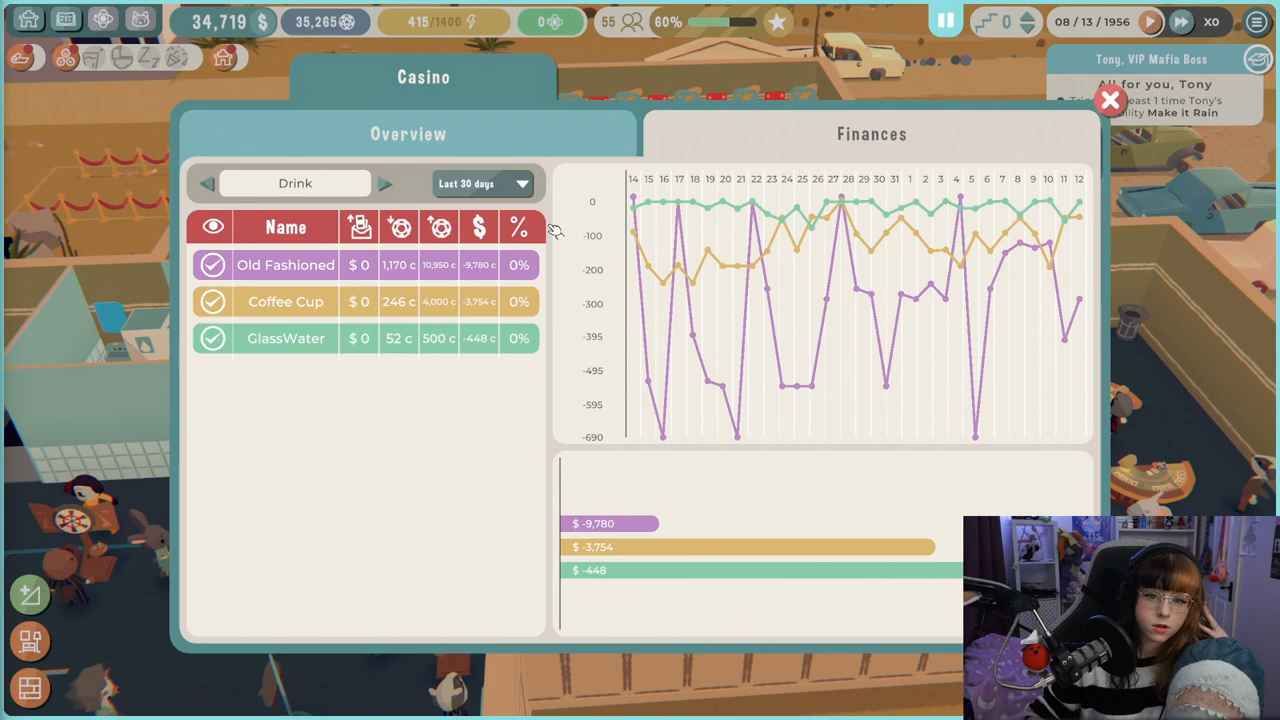 34,719 $
35,265
415/1400
0
55
60%
0
08 / 13 / 1956
X0
Tony, VIP Mafia Boss
All for you, Tony
least 1 time Tony's
Make it Rain
Casino
Overview
Finances
Drink
Last 30 days
Name
$
%
Old Fashioned
$ 0
1,170 c
10,950 c
-9,780 c
0%
Coffee Cup
$ 0
246 c
4,000 c
-3,754 c
0%
GlassWater
$ 0
52 c
500 c
-448 c
0%
14 15 16 17 18 19 20 21 22 23 24 25 26 27 28 29 30 31 1 2 3 4 5 6 7 8 9 10 11 12
0
-100
-200
-300
-395
-495
-595
-690
$ -9,780
$ -3,754
$ -448